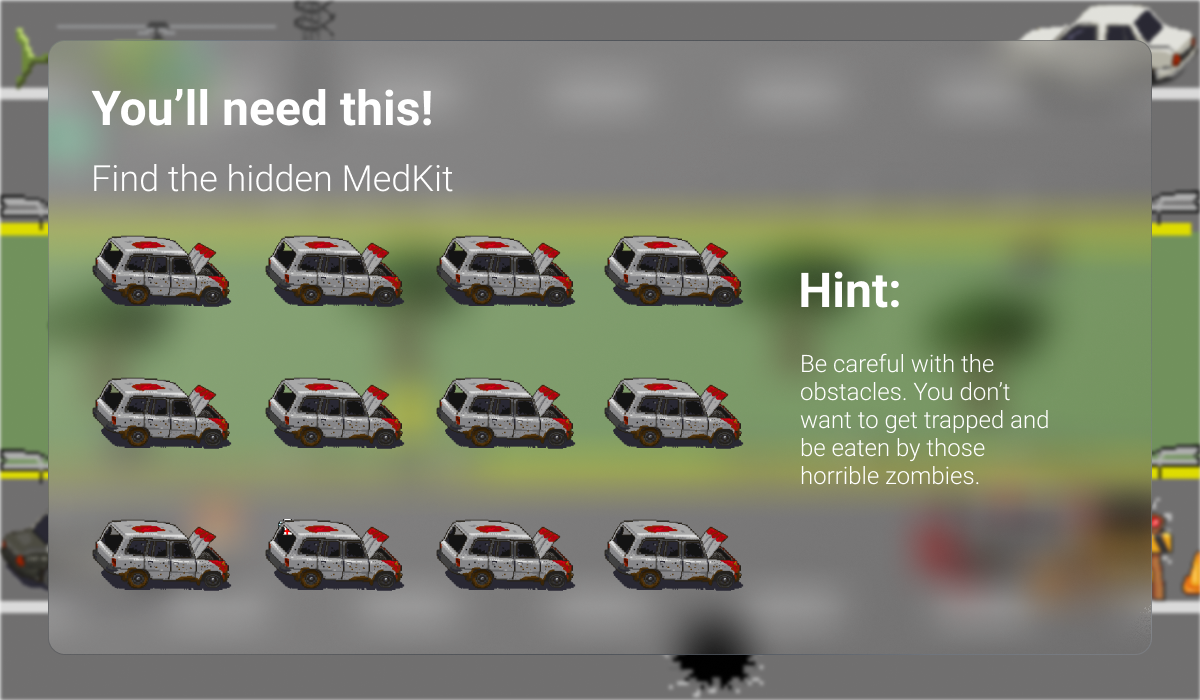 You’ll need this!
Find the hidden MedKit
Hint:
Be careful with the
obstacles. You don’t
want to get trapped and
be eaten by those
horrible zombies.